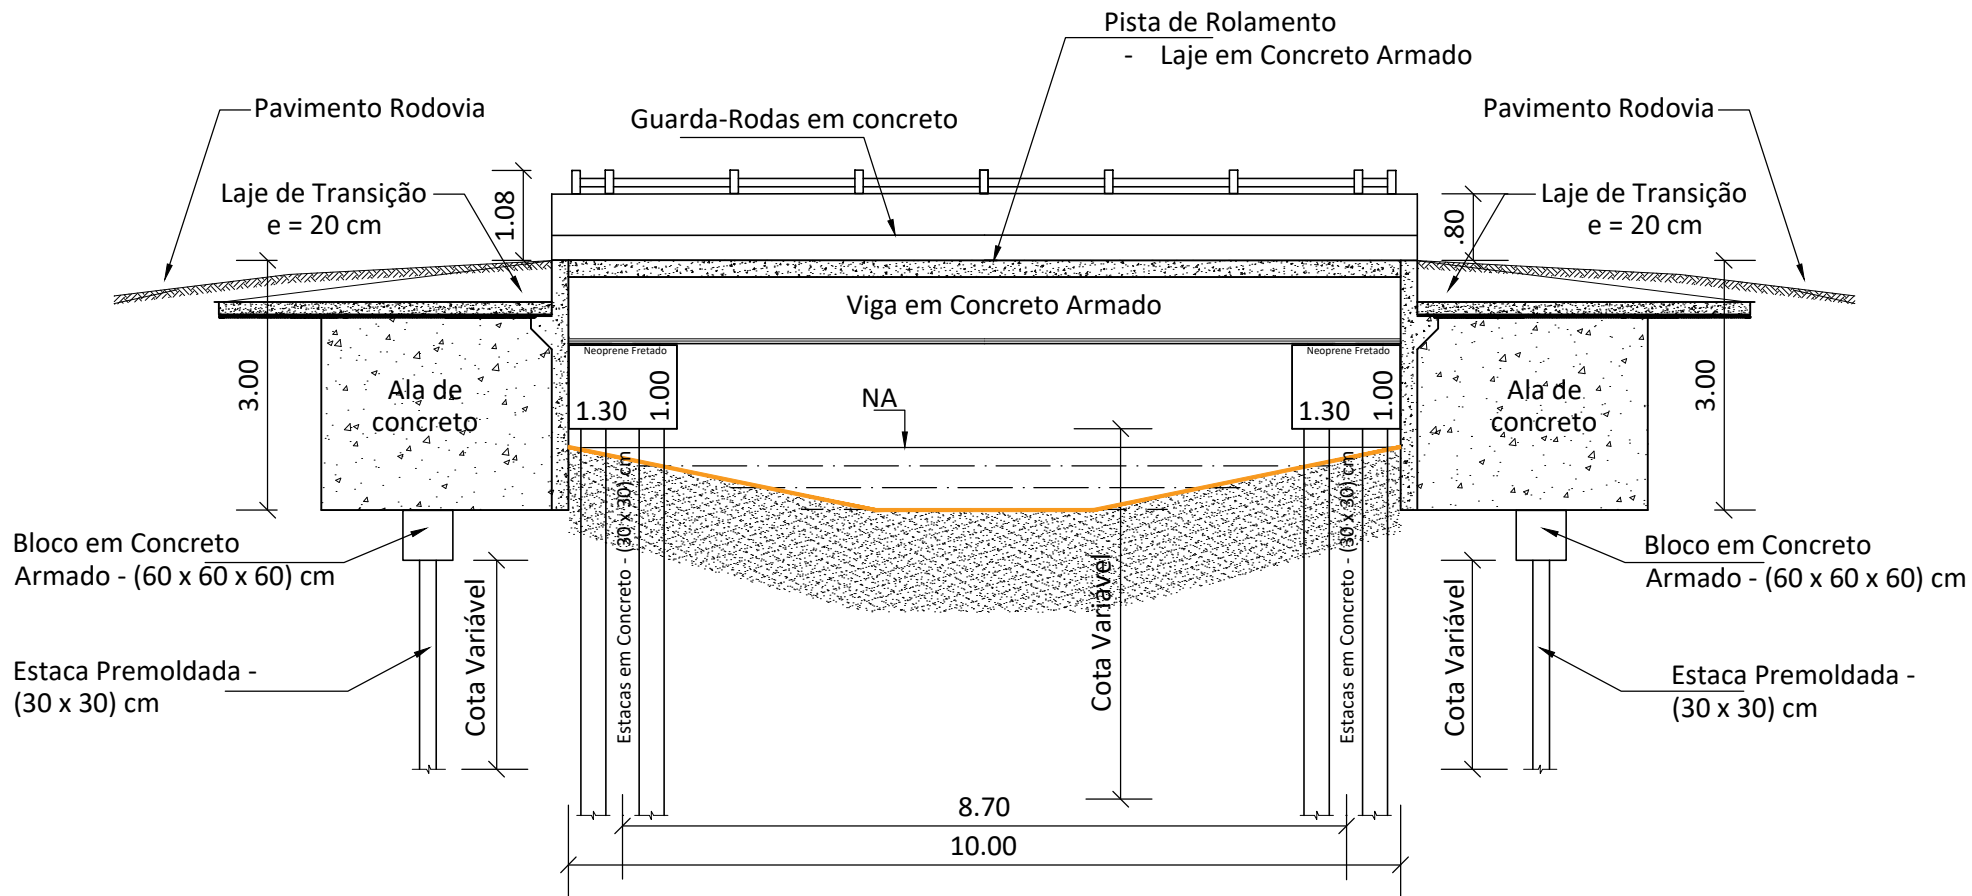 Pista de Rolamento
- Laje em Concreto Armado
Pavimento Rodovia
Guarda-Rodas em concreto
Pavimento Rodovia
Laje de Transição
e = 20 cm
1.08
.80
Laje de Transição
e = 20 cm
Viga em Concreto Armado
Neoprene Fretado
Neoprene Fretado
3.00
Ala de
concreto
1.30
1.00
NA
1.30
1.00
Ala de
concreto
3.00
Bloco em Concreto
Armado - (60 x 60 x 60) cm
Cota Variável
Estacas em Concreto - (30 x 30) cm
Cota Variável
Estacas em Concreto - (30 x 30) cm
Cota Variável
Bloco em Concreto
Armado - (60 x 60 x 60) cm
Estaca Premoldada -
(30 x 30) cm
Estaca Premoldada -
(30 x 30) cm
8.70
10.00